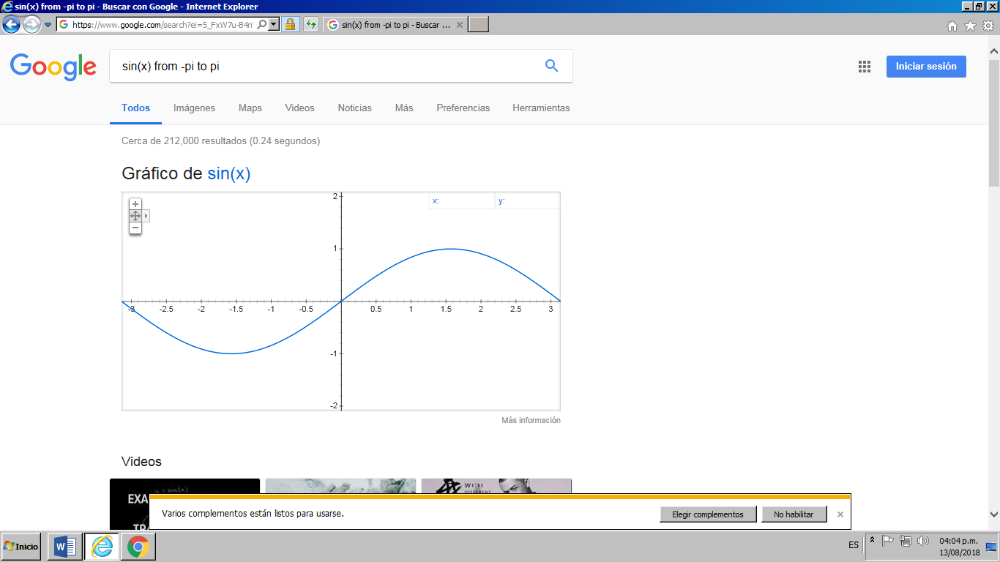 sin(x) from -pi to pi - Buscar con Google - Internet Explorer
https://www.google.com/search?ei=5_FxW7u-B4n
sin(x) from -pi to pi - Buscar ...
Google
sin(x) from -pi to pi
Iniciar sesión
Todos Imágenes Maps Videos Noticias Más Preferencias Herramientas
Cerca de 212,000 resultados (0.24 segundos)
Gráfico de sin(x)
2 x: y:
1
-3 -2.5 -2 -1.5 -1 -0.5 0.5 1 1.5 2 2.5 3
-1
-2
Más información
Videos
y = sin(x)
WE'RE
DIFFERENT
EXA
TRA
Varios complementos están listos para usarse. Elegir complementos No habilitar
Inicio ES 04:04 p.m.
13/08/2018